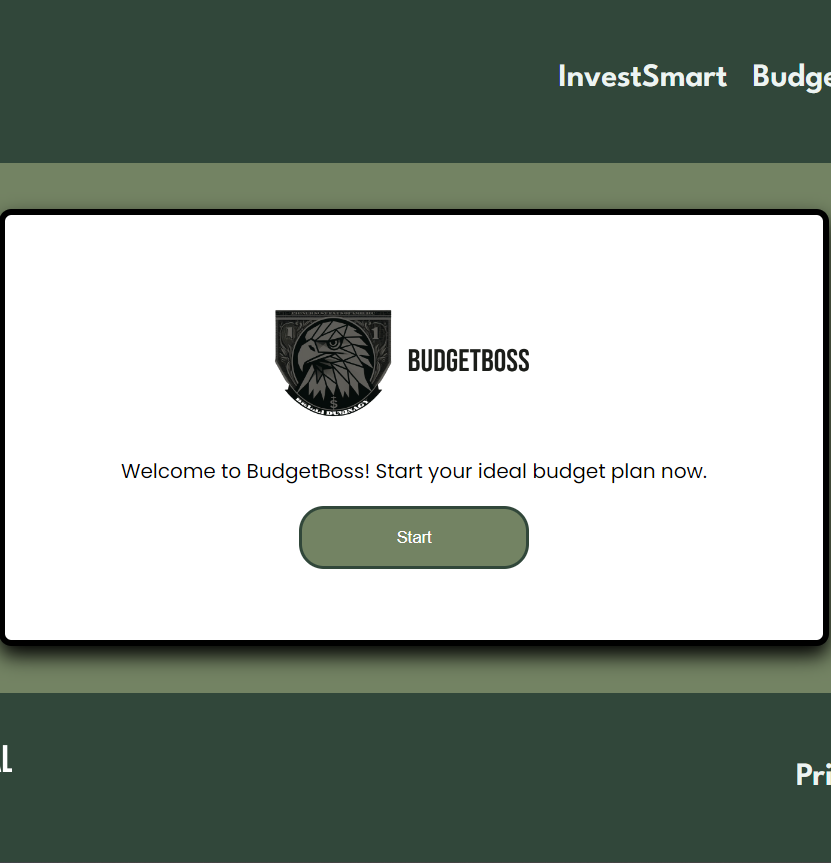 InvestSmart Budge
BUDGETBOSS
Welcome to BudgetBoss! Start your ideal budget plan now.
Start
Pri